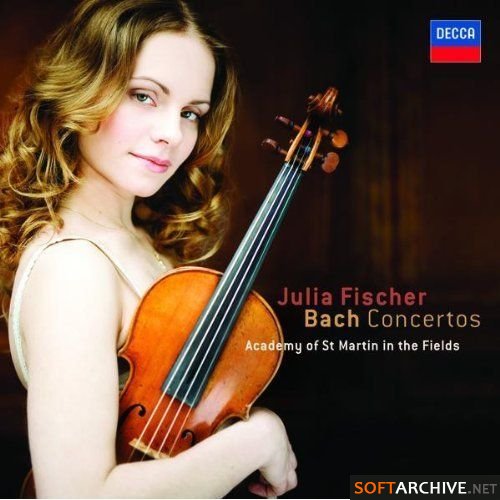 DECCA
Julia Fischer
Bach Concertos
Academy of St Martin in the Fields
SOFTARCHIVE.NET